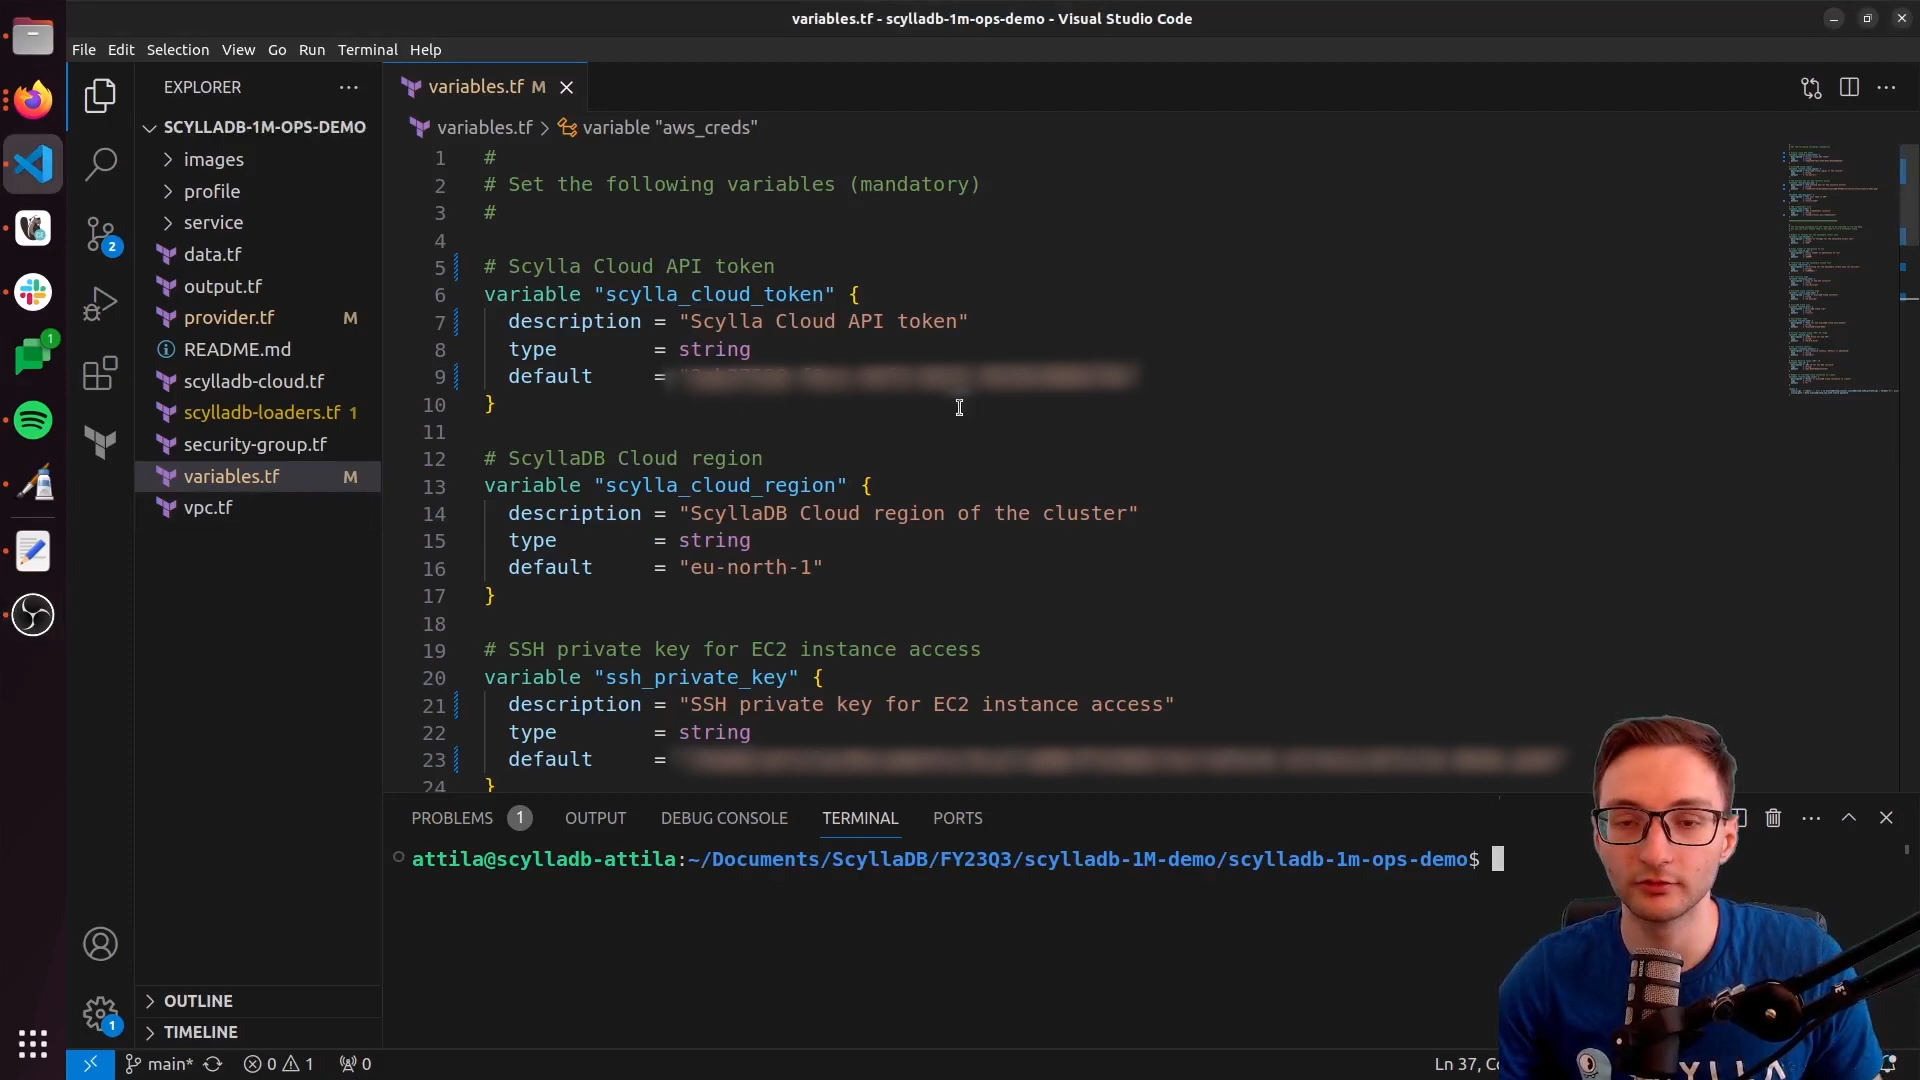 variables.tf - scylladb-1m-ops-demo - Visual Studio Code
File Edit Selection View Go Run Terminal Help
EXPLORER
SCYLLADB-1M-OPS-DEMO
images
profile
service
data.tf
output.tf
provider.tf M
README.md
scylladb-cloud.tf
scylladb-loaders.tf 1
security-group.tf
variables.tf M
vpc.tf
OUTLINE
TIMELINE
2
1
1
variables.tf M
variables.tf > variable "aws_creds"
1 #
2 # Set the following variables (mandatory)
3 #
4
5 # Scylla Cloud API token
6 variable "scylla_cloud_token" {
7 description = "Scylla Cloud API token"
8 type = string
9 default =
10 }
11
12 # ScyllaDB Cloud region
13 variable "scylla_cloud_region" {
14 description = "ScyllaDB Cloud region of the cluster"
15 type = string
16 default = "eu-north-1"
17 }
18
19 # SSH private key for EC2 instance access
20 variable "ssh_private_key" {
21 description = "SSH private key for EC2 instance access"
22 type = string
23 default =
24 }
PROBLEMS 1 OUTPUT DEBUG CONSOLE TERMINAL PORTS
attila@scylladb-attila:~/Documents/ScyllaDB/FY23Q3/scylladb-1M-demo/scylladb-1m-ops-demo$
main* 0 1 0
Ln 37,